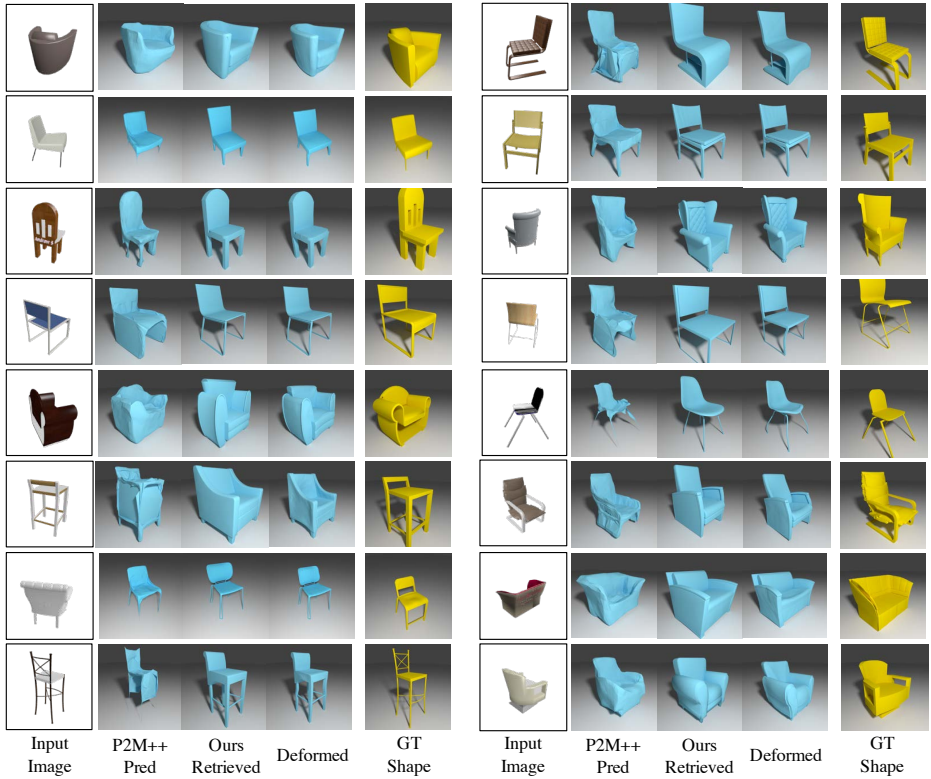 Input P2M++ Ours Deformed GT Input P2M++ Ours Deformed GT
Image Pred Retrieved Shape Image Pred Retrieved Shape